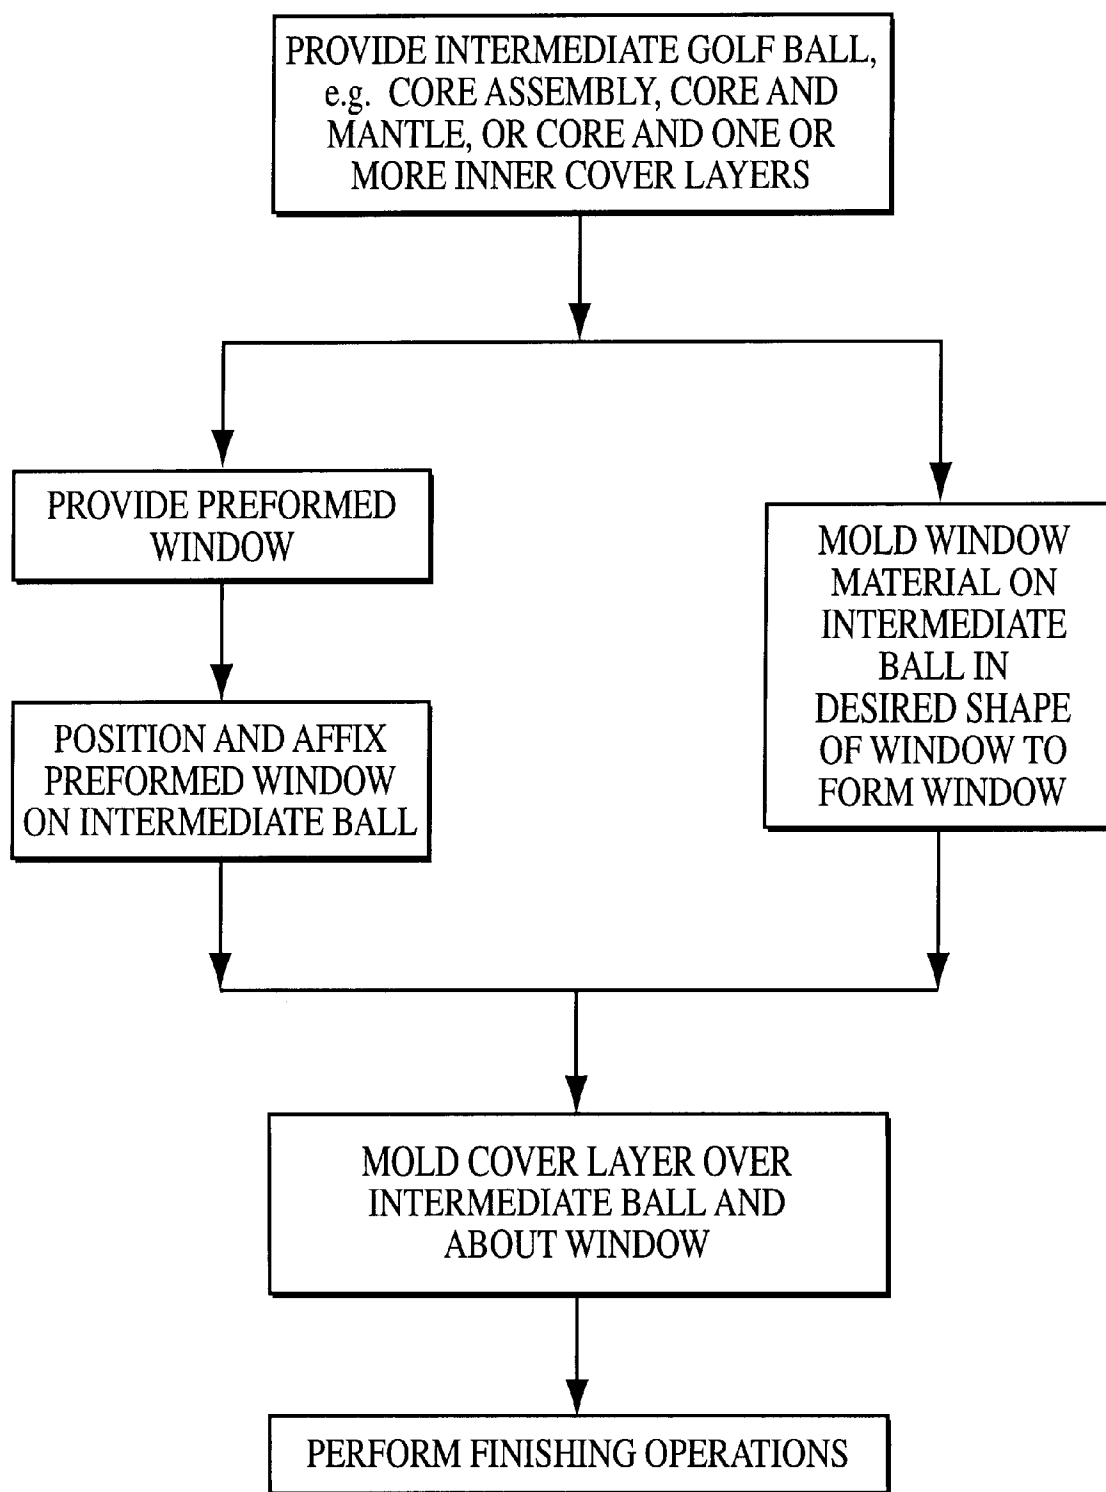 PROVIDE INTERMEDIATE GOLF BALL,
e.g. CORE ASSEMBLY, CORE AND
MANTLE, OR CORE AND ONE OR
MORE INNER COVER LAYERS
PROVIDE PREFORMED
WINDOW
POSITION AND AFFIX
PREFORMED WINDOW
ON INTERMEDIATE BALL
MOLD WINDOW
MATERIAL ON
INTERMEDIATE
BALL IN
DESIRED SHAPE
OF WINDOW TO
FORM WINDOW
MOLD COVER LAYER OVER
INTERMEDIATE BALL AND
ABOUT WINDOW
PERFORM FINISHING OPERATIONS